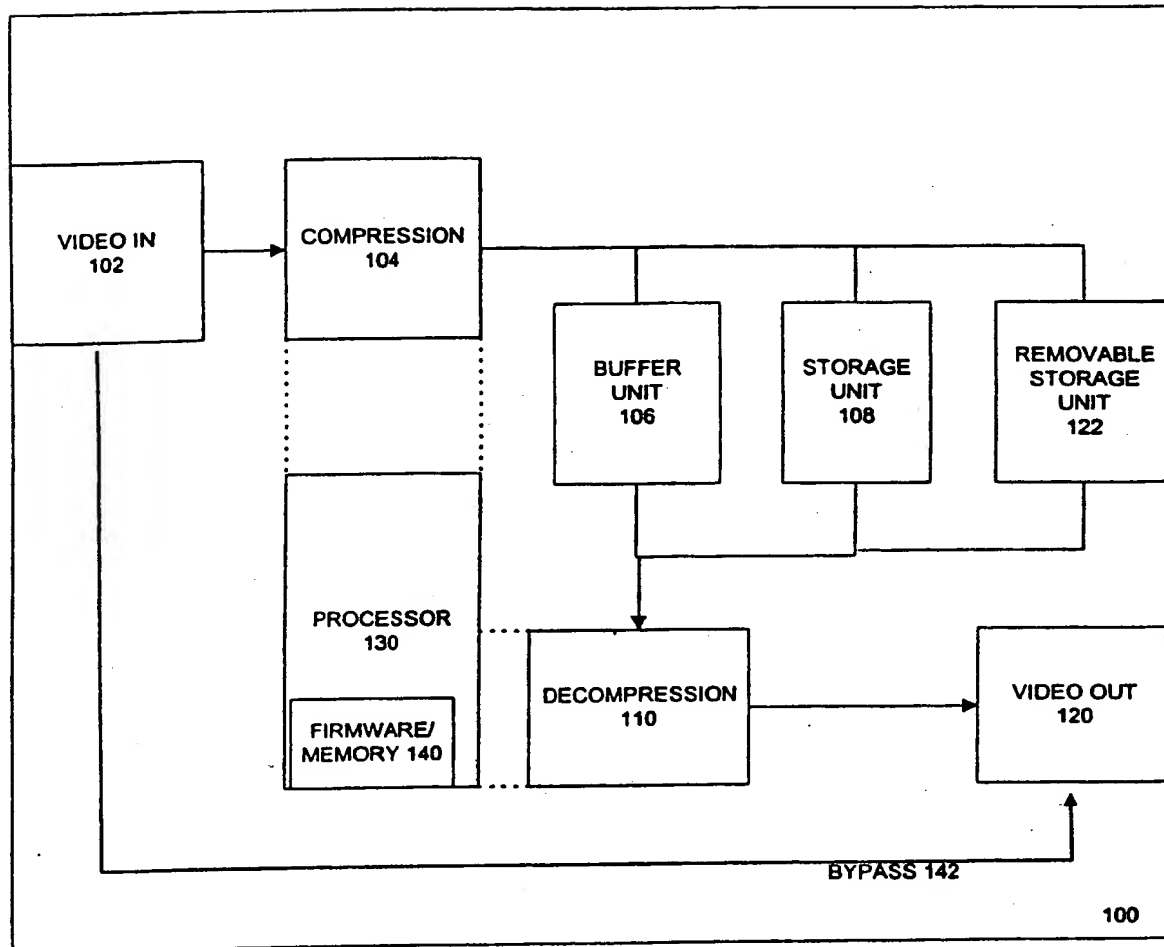 VIDEO IN
102
COMPRESSION
104
BUFFER
UNIT
106
STORAGE
UNIT
108
REMOVABLE
STORAGE
UNIT
122
PROCESSOR
130
FIRMWARE/
MEMORY 140
DECOMPRESSION
110
VIDEO OUT
120
BYPASS 142
100